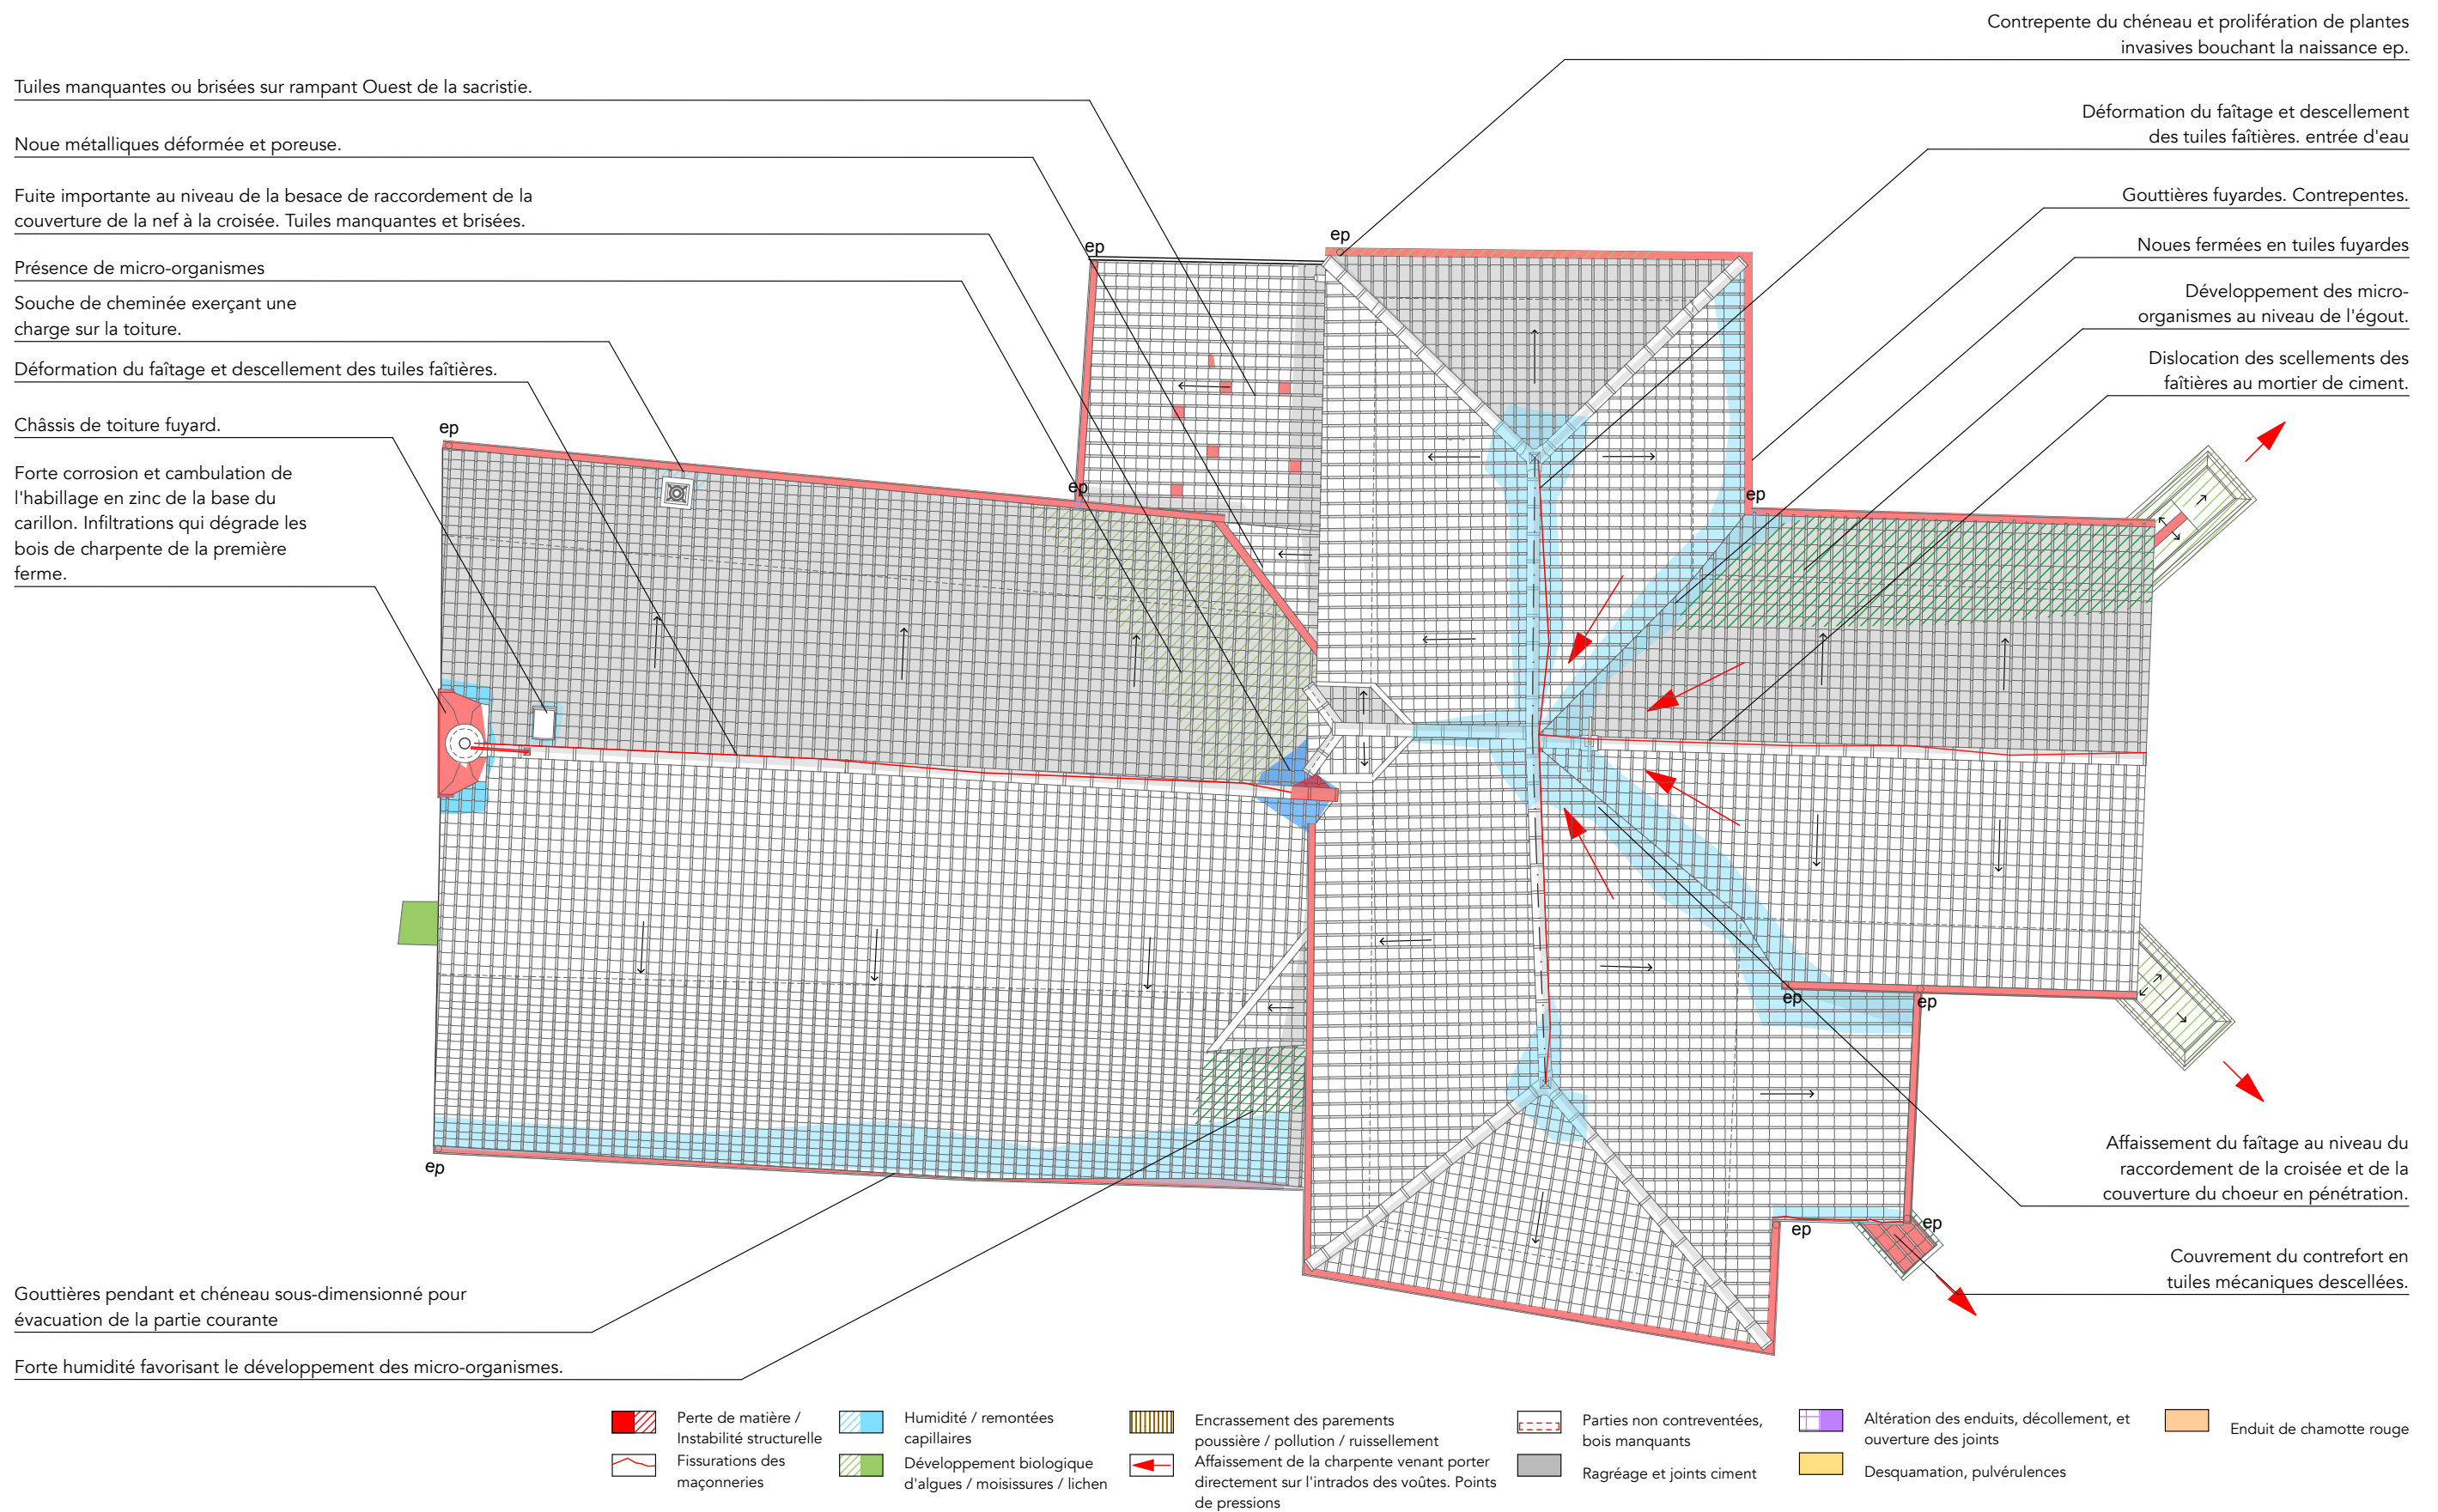 Contrepente du chéneau et prolifération de plantes
invasives bouchant la naissance ep.
Tuiles manquantes ou brisées sur rampant Ouest de la sacristie.
Déformation du faîtage et descellement
des tuiles faîtières. entrée d'eau
Noue métalliques déformée et poreuse.
Fuite importante au niveau de la besace de raccordement de la
couverture de la nef à la croisée. Tuiles manquantes et brisées.
Gouttières fuyardes. Contrepentes.
Noues fermées en tuiles fuyardes
Présence de micro-organismes
Développement des micro-
organismes au niveau de l'égout.
Souche de cheminée exerçant une
charge sur la toiture.
Dislocation des scellements des
faîtières au mortier de ciment.
Déformation du faîtage et descellement des tuiles faîtières.
Châssis de toiture fuyard.
Forte corrosion et cambulation de
l'habillage en zinc de la base du
carillon. Infiltrations qui dégrade les
bois de charpente de la première
ferme.
ep
ep
ep
ep
ep
ep
ep
ep
ep
ep
Affaissement du faîtage au niveau du
raccordement de la croisée et de la
couverture du choeur en pénétration.
Couvrement du contrefort en
tuiles mécaniques descellées.
Gouttières pendant et chéneau sous-dimensionné pour
évacuation de la partie courante
Forte humidité favorisant le développement des micro-organismes.
Perte de matière /
Instabilité structurelle
Fissurations des
maçonneries
Humidité / remontées
capillaires
Développement biologique
d'algues / moisissures / lichen
Encrassement des parements
poussière / pollution / ruissellement
Affaissement de la charpente venant porter
directement sur l'intrados des voûtes. Points
de pressions
Parties non contreventées,
bois manquants
Ragréage et joints ciment
Altération des enduits, décollement, et
ouverture des joints
Desquamation, pulvérulences
Enduit de chamotte rouge